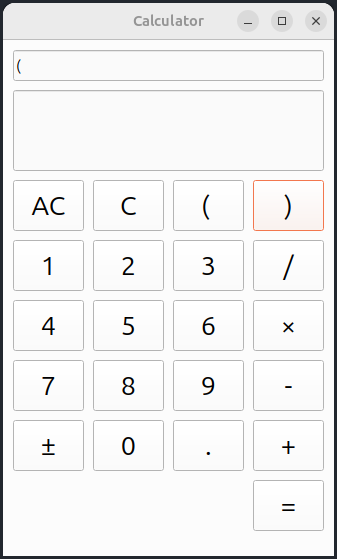 Calculator
(
AC C ( )
1 2 3 /
4 5 6 ×
7 8 9 -
± 0 . +
=